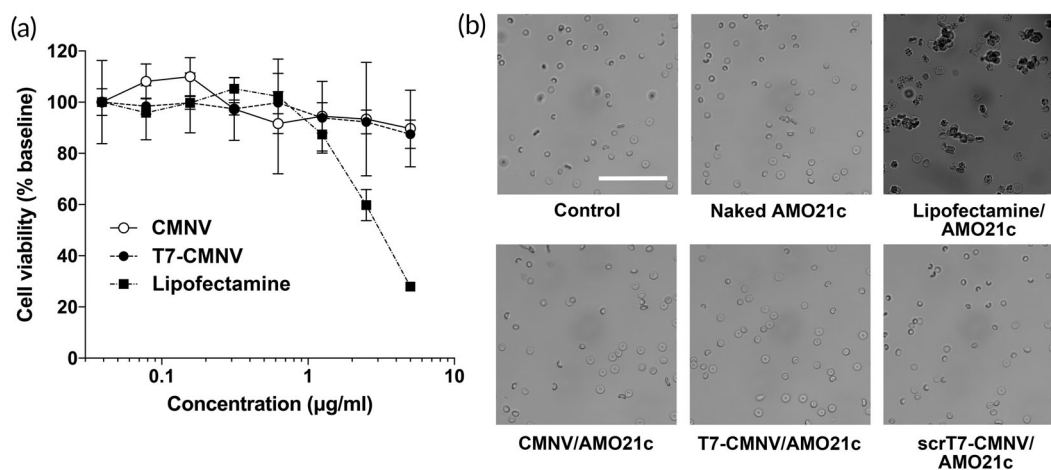 (a)
Cell viability (% baseline)
120
100
80
60
40
20
0
CMNV
T7-CMNV
Lipofectamine
0.1
1
10
Concentration (µg/ml)
(b)
Control
Naked AMO21c
Lipofectamine/
AMO21c
CMNV/AMO21c
T7-CMNV/AMO21c
scrT7-CMNV/
AMO21c